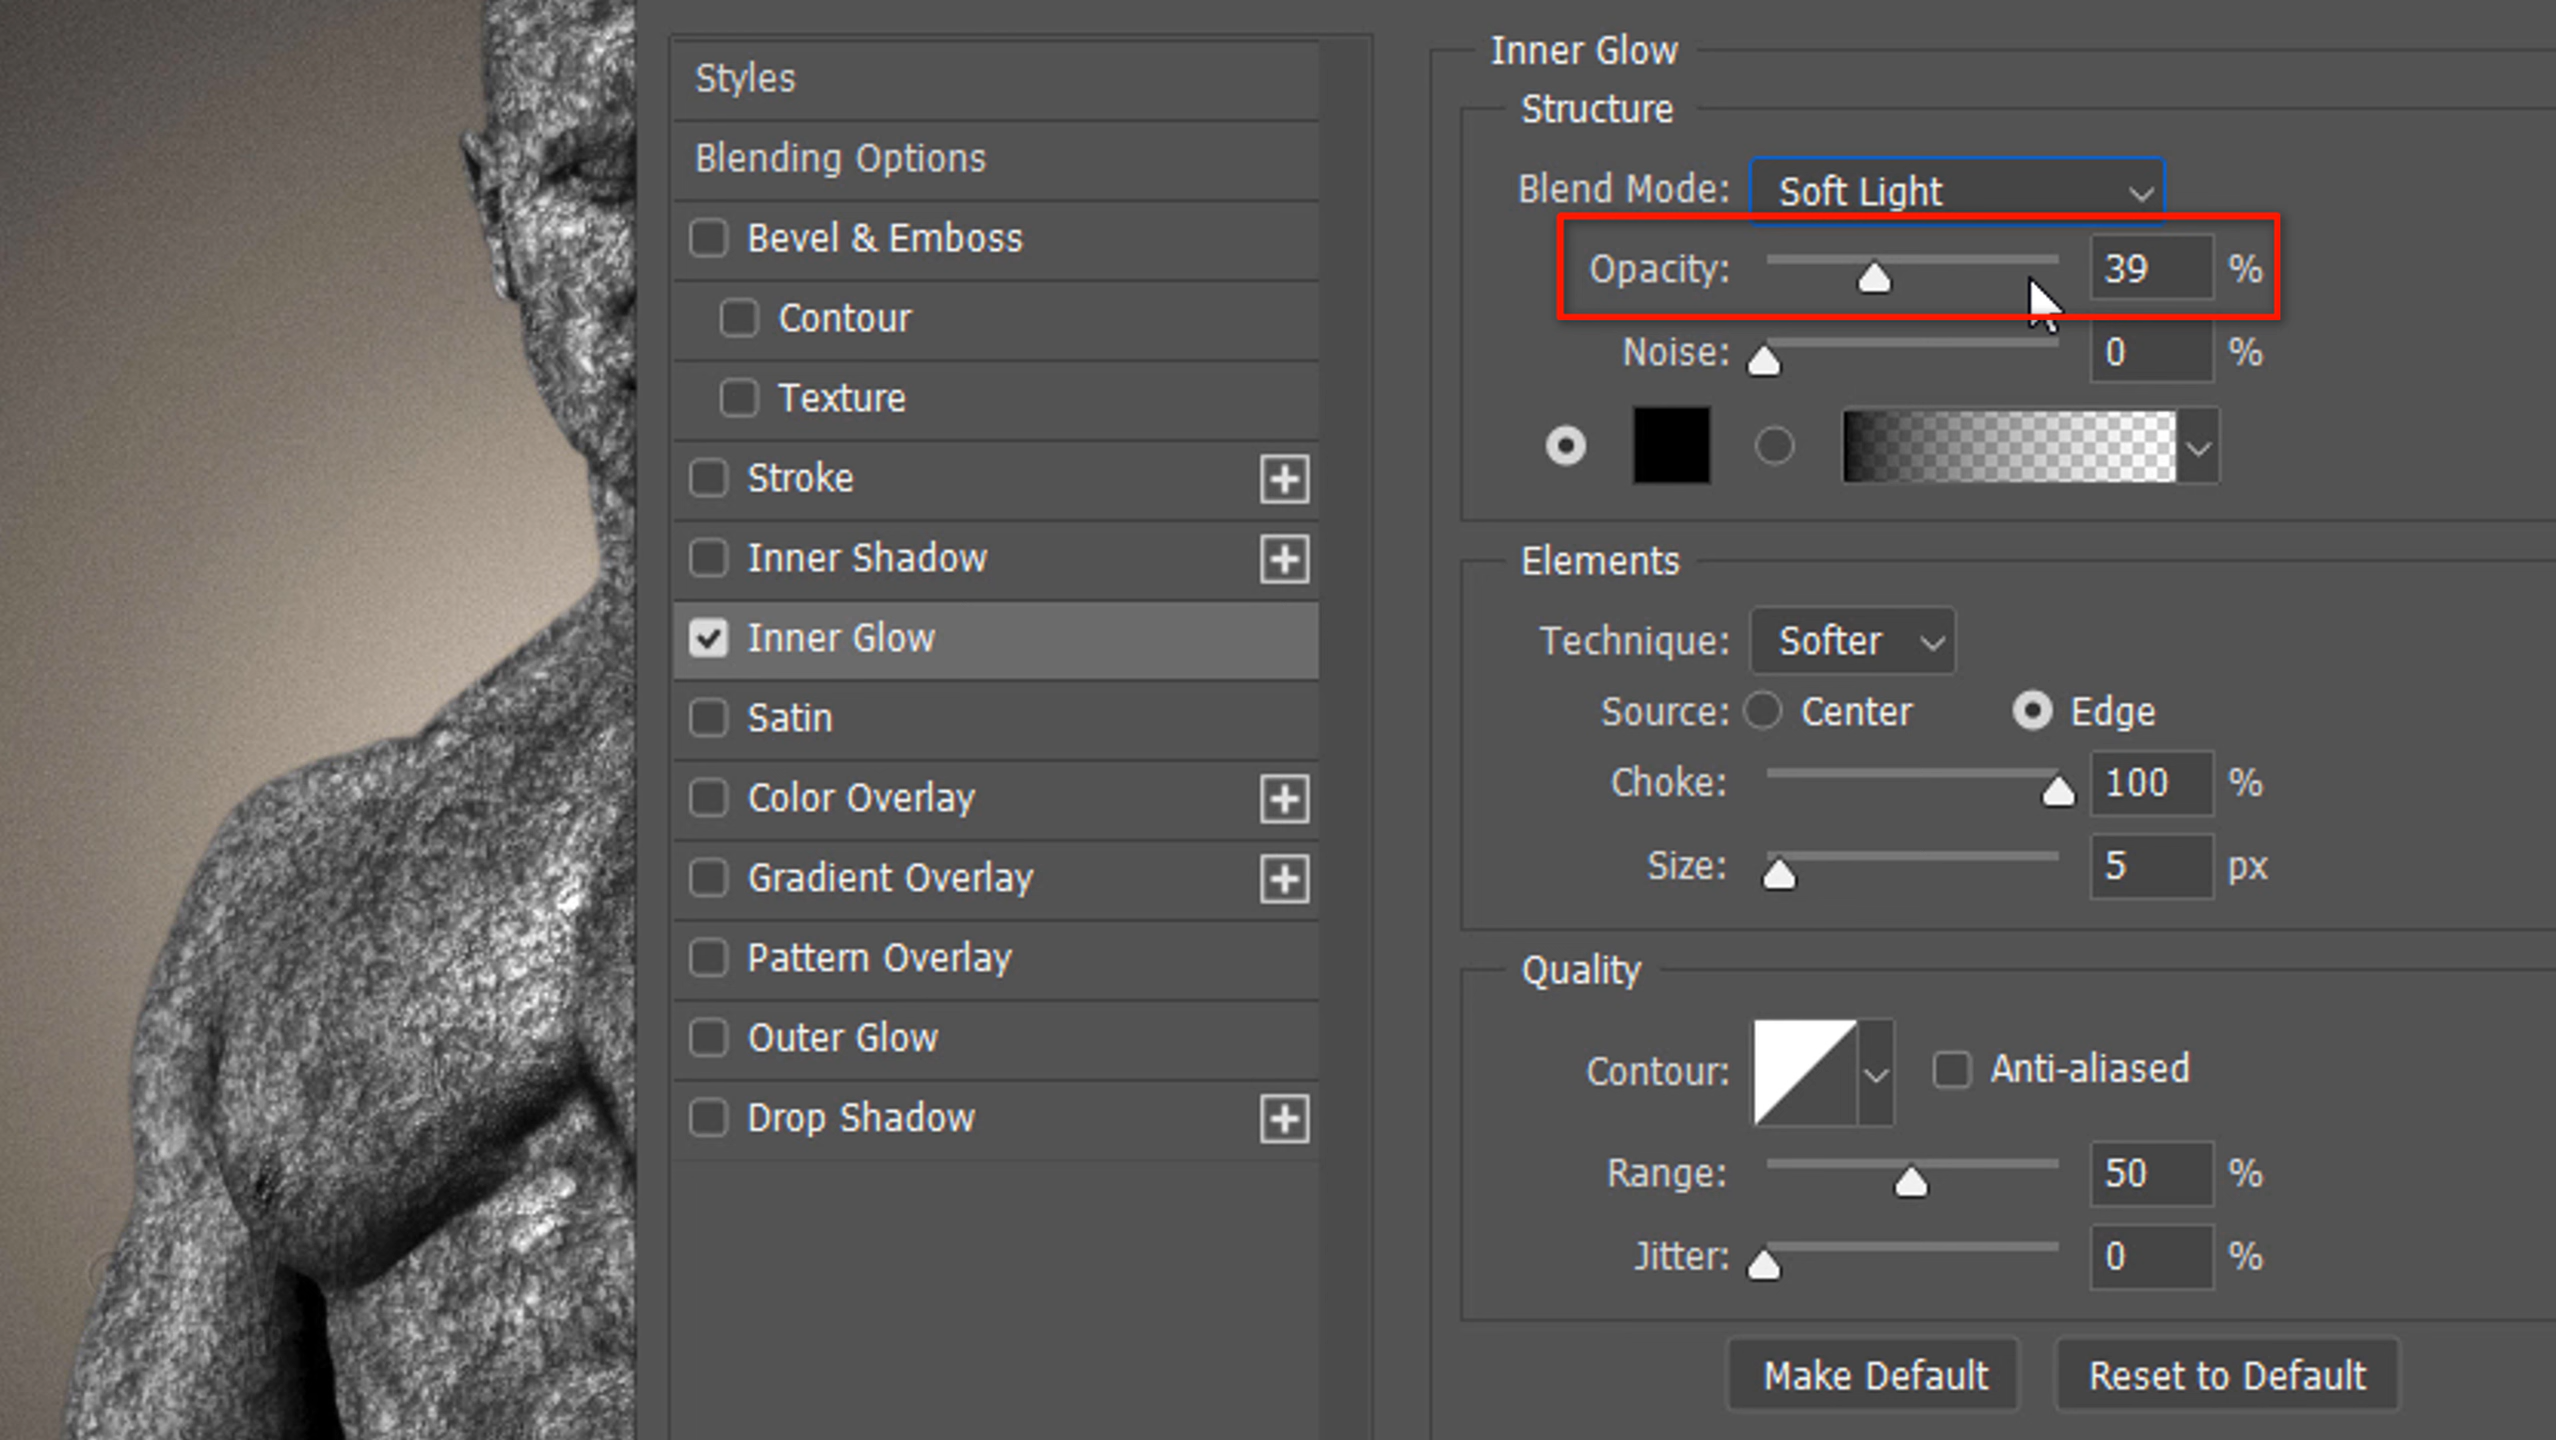 Styles
Blending Options
Bevel & Emboss
Contour
Texture
Stroke
Inner Shadow
Inner Glow
Satin
Color Overlay
Gradient Overlay
Pattern Overlay
Outer Glow
Drop Shadow
Inner Glow
Structure
Blend Mode: Soft Light
Opacity: 39 %
Noise: 0 %
Elements
Technique: Softer
Source: Center Edge
Choke: 100 %
Size: 5 px
Quality
Contour: Anti-aliased
Range: 50 %
Jitter: 0 %
Make Default Reset to Default